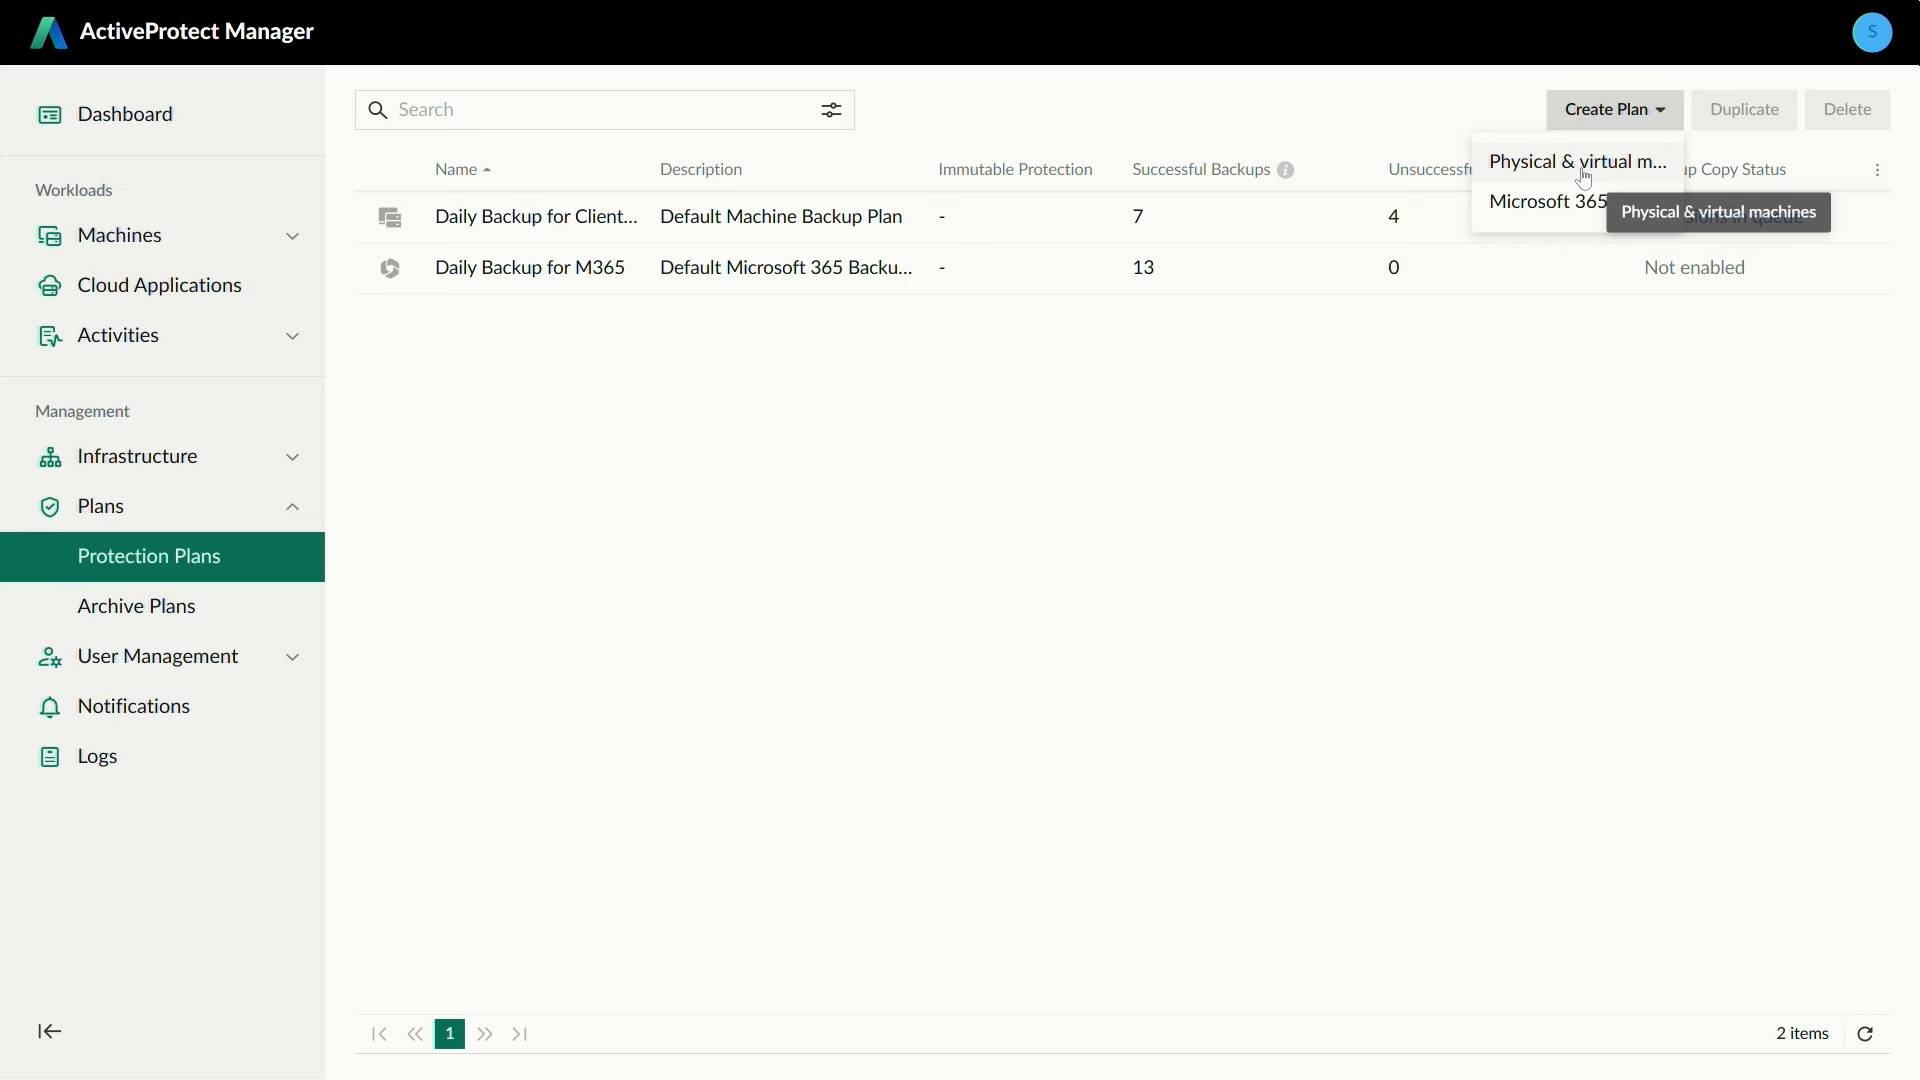 ActiveProtect Manager
S
Dashboard
Workloads
Machines
Cloud Applications
Activities
Management
Infrastructure
Plans
Protection Plans
Archive Plans
User Management
Notifications
Logs
Search
Create Plan
Duplicate
Delete
Name
Description
Immutable Protection
Successful Backups
Physical & virtual m...
Copy Status
Microsoft 365
Physical & virtual machines
Daily Backup for Client...
Default Machine Backup Plan
-
7
4
Daily Backup for M365
Default Microsoft 365 Backu...
-
13
0
Not enabled
1
2 items